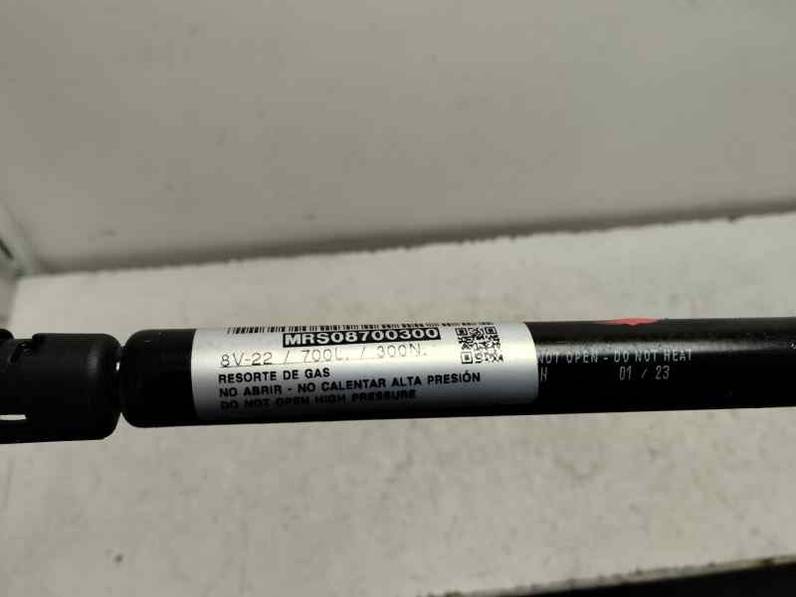 MRS08700300
8V-22 / 700L. / 300N.
RESORTE DE GAS
NO ABRIR - NO CALENTAR ALTA PRESIÓN
DO NOT OPEN HIGH PRESSURE
NOT OPEN - DO NOT HEAT
H 01 / 23